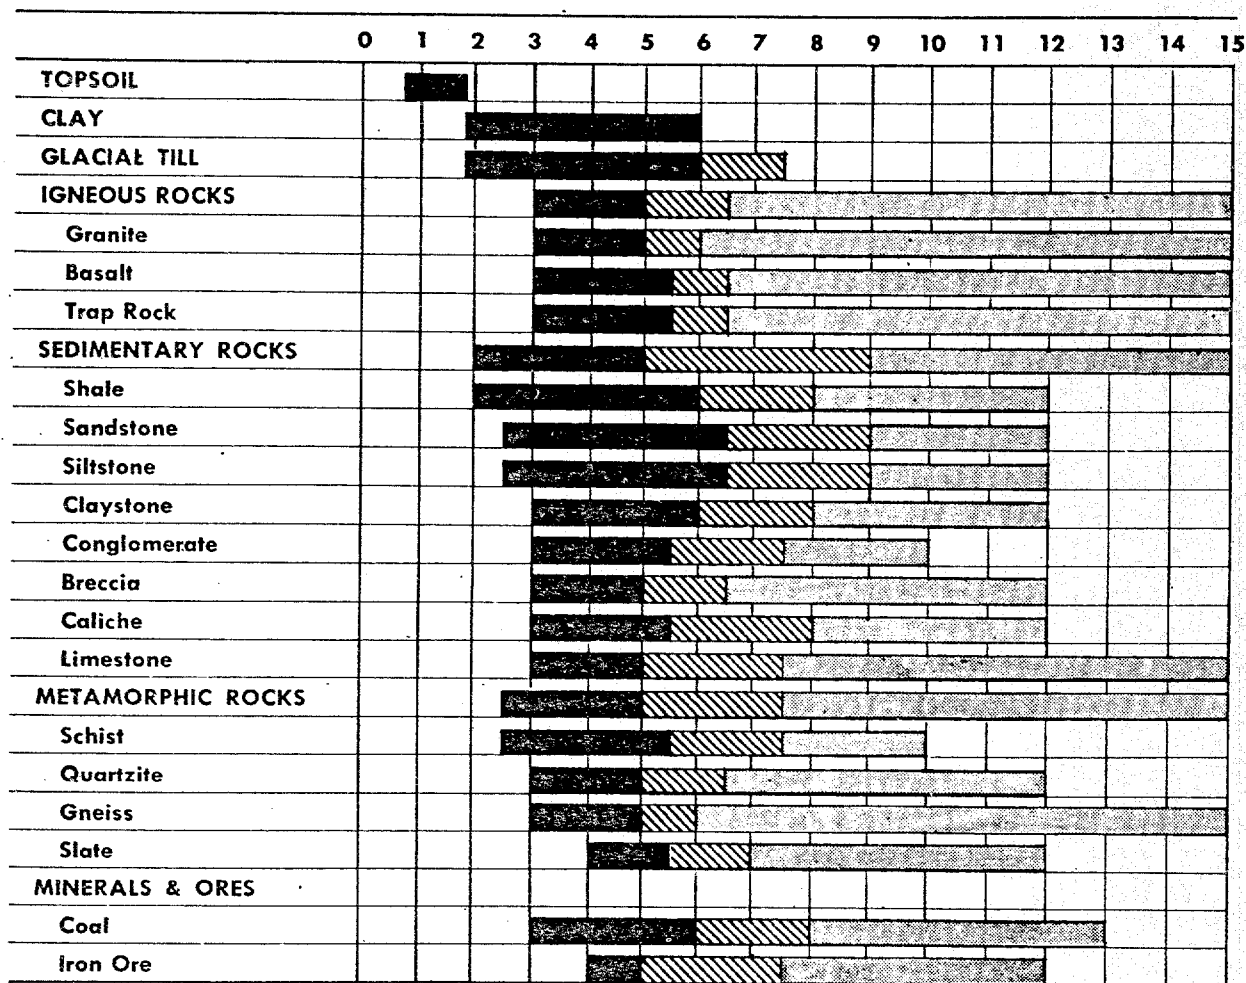 0 1 2 3 4 5 6 7 8 9 10 11 12 13 14 15
TOPSOIL
CLAY
GLACIAL TILL
IGNEOUS ROCKS
Granite
Basalt
Trap Rock
SEDIMENTARY ROCKS
Shale
Sandstone
Siltstone
Claystone
Conglomerate
Breccia
Caliche
Limestone
METAMORPHIC ROCKS
Schist
Quartzite
Gneiss
Slate
MINERALS & ORES
Coal
Iron Ore